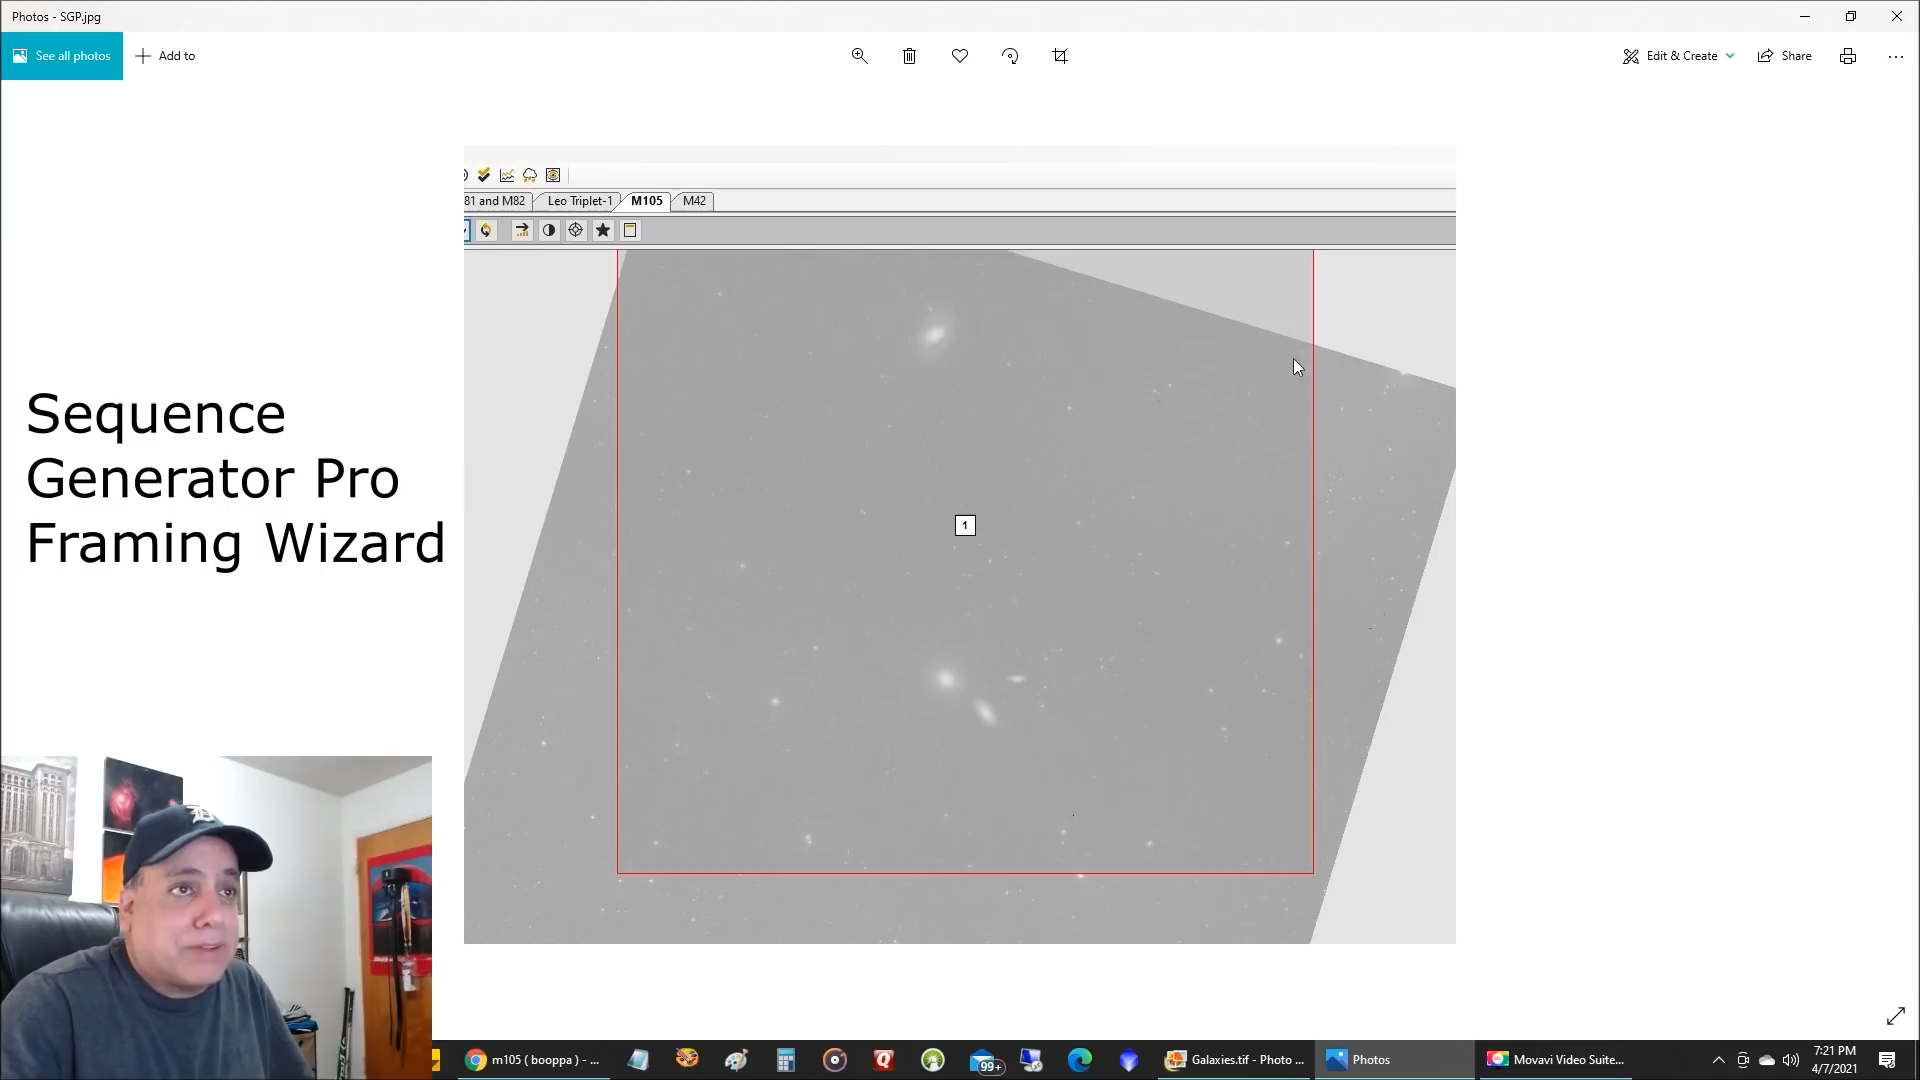 Photos - SGP.jpg
See all photos
Add to
Edit & Create
Share
81 and M82
Leo Triplet-1
M105
M42
1
Sequence
Generator Pro
Framing Wizard
D
m105 ( booppa ) - ...
99+
Galaxies.tif - Photo ...
Photos
Movavi Video Suite...
7:21 PM
4/7/2021